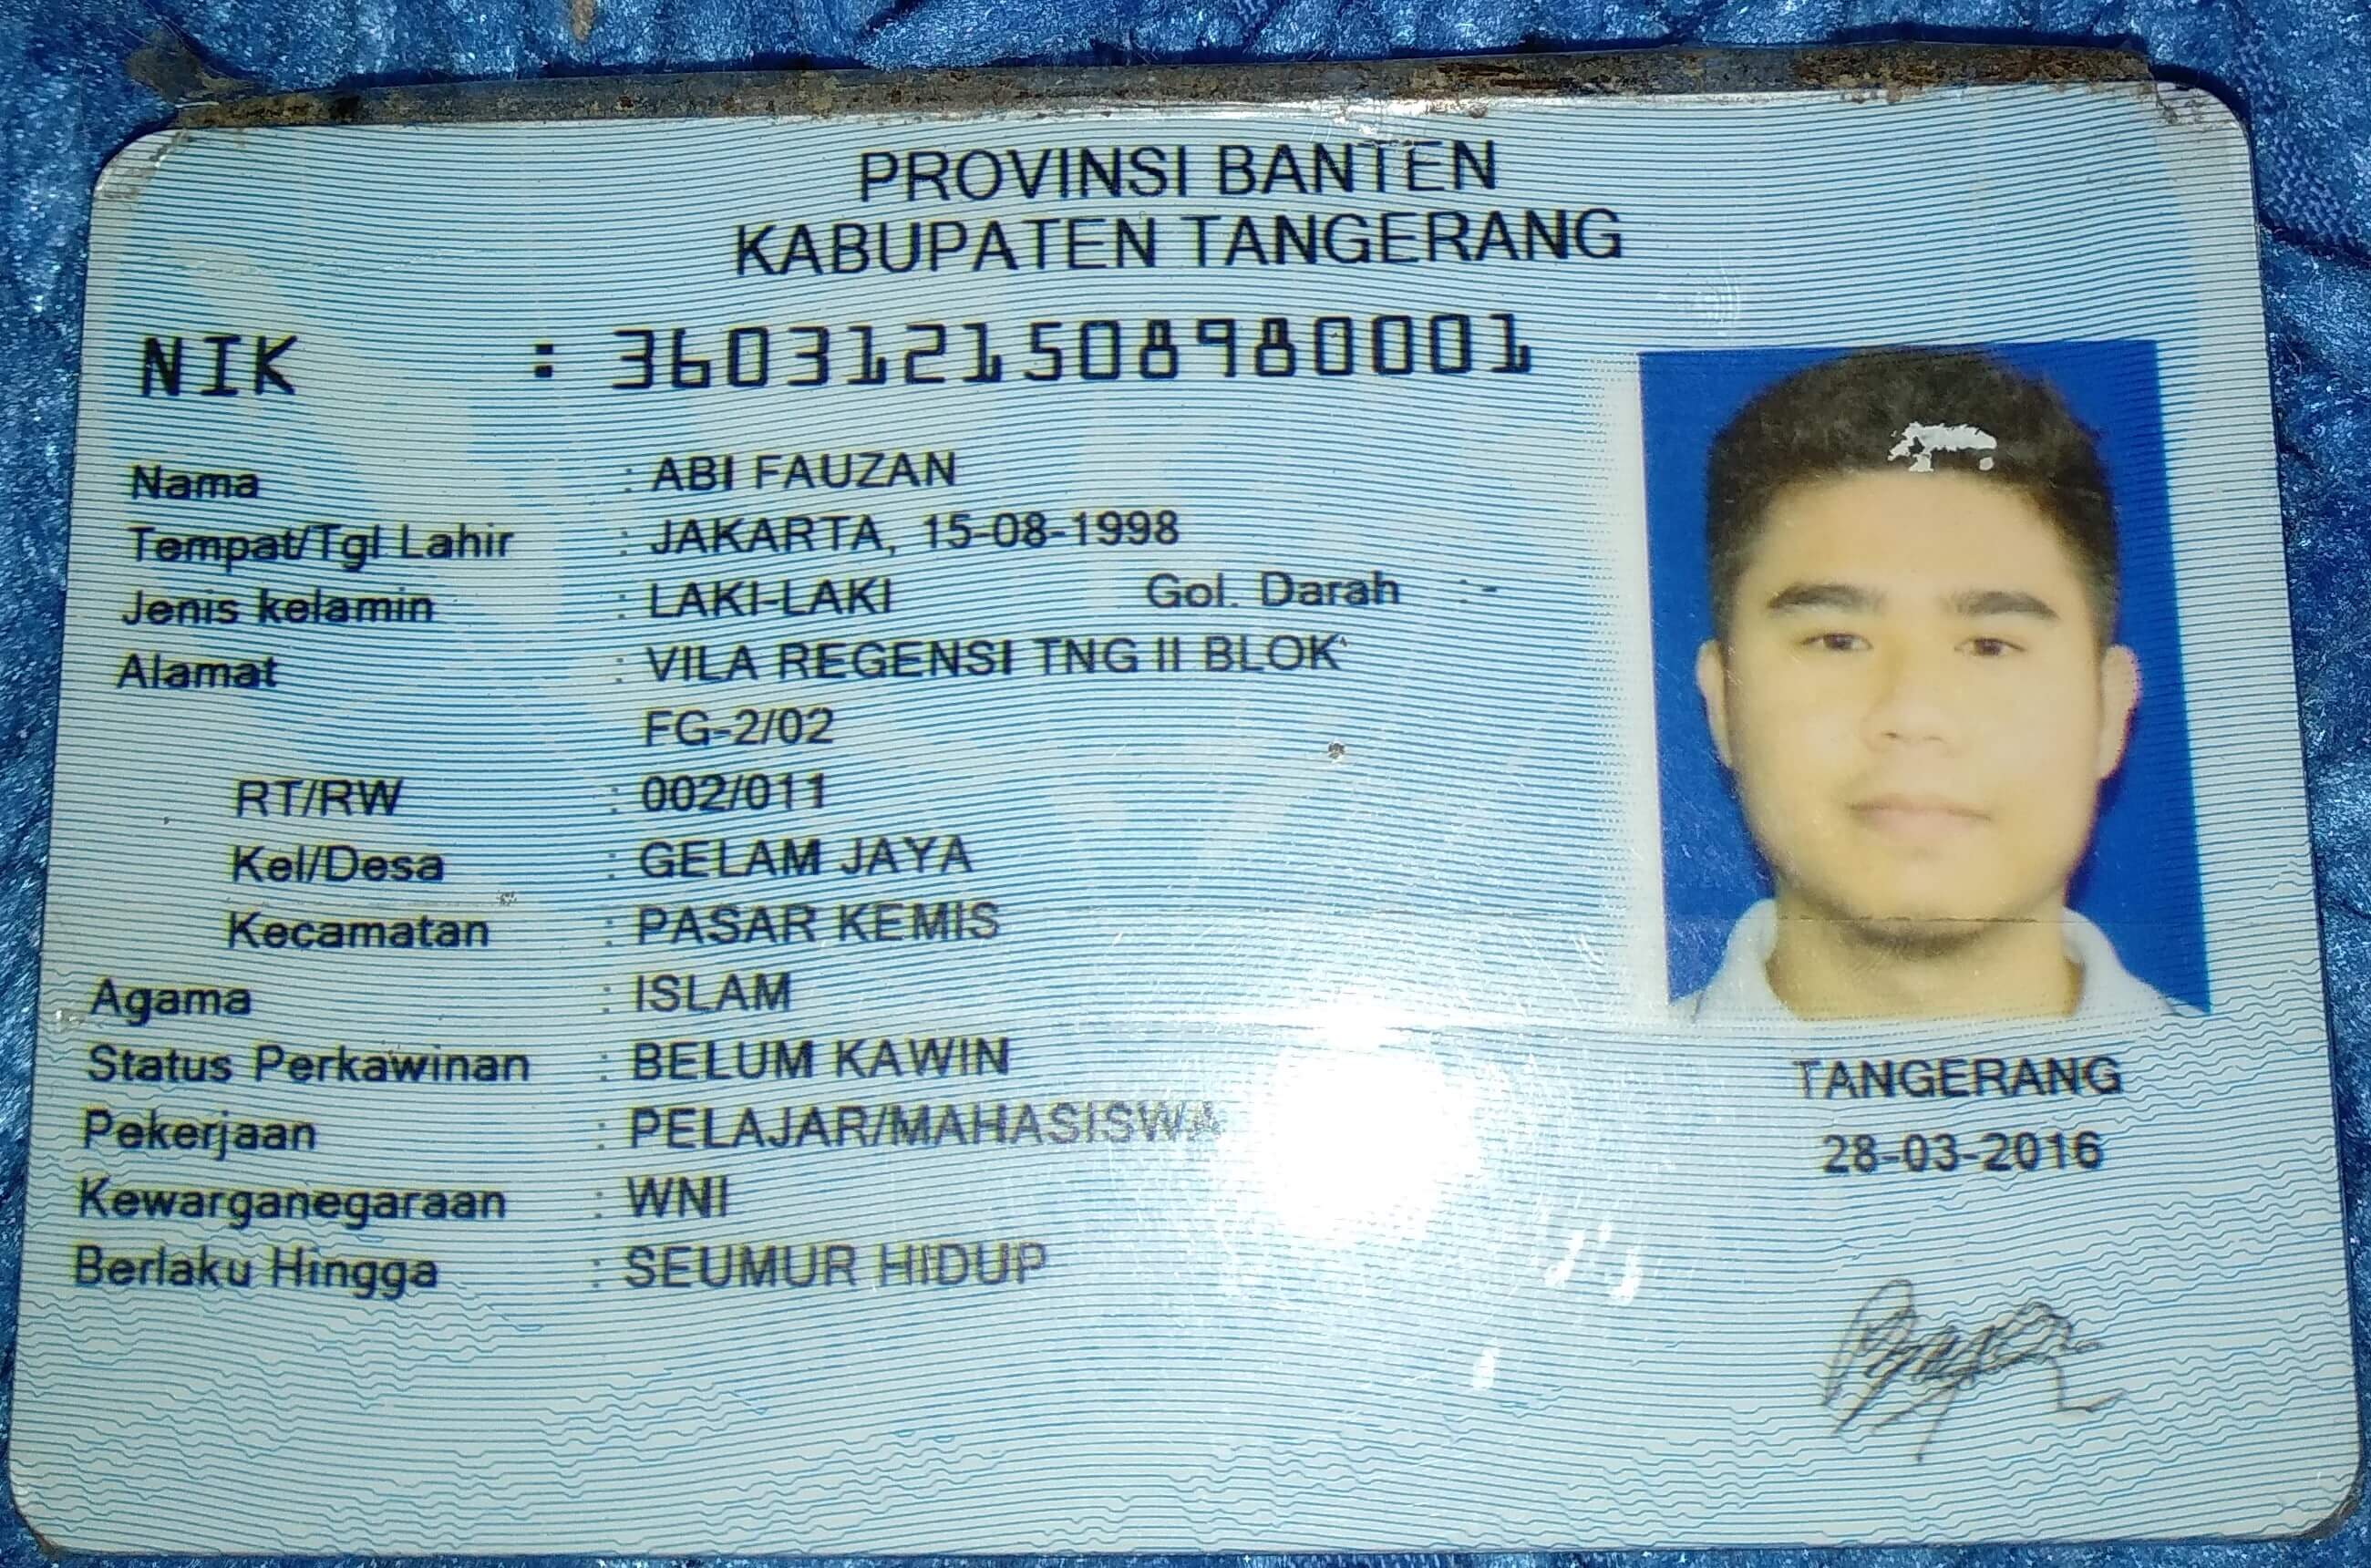 PROVINSI BANTEN
KABUPATEN TANGERANG
NIK : 3603121508980001
Nama : ABI FAUZAN
Tempat/Tgl Lahir : JAKARTA, 15-08-1998
Jenis kelamin : LAKI-LAKI Gol. Darah : -
Alamat : VILA REGENSI TNG II BLOK
FG-2/02
RT/RW : 002/011
Kel/Desa : GELAM JAYA
Kecamatan : PASAR KEMIS
Agama : ISLAM
Status Perkawinan : BELUM KAWIN
Pekerjaan : PELAJAR/MAHASISWA
Kewarganegaraan : WNI
Berlaku Hingga : SEUMUR HIDUP
TANGERANG
28-03-2016